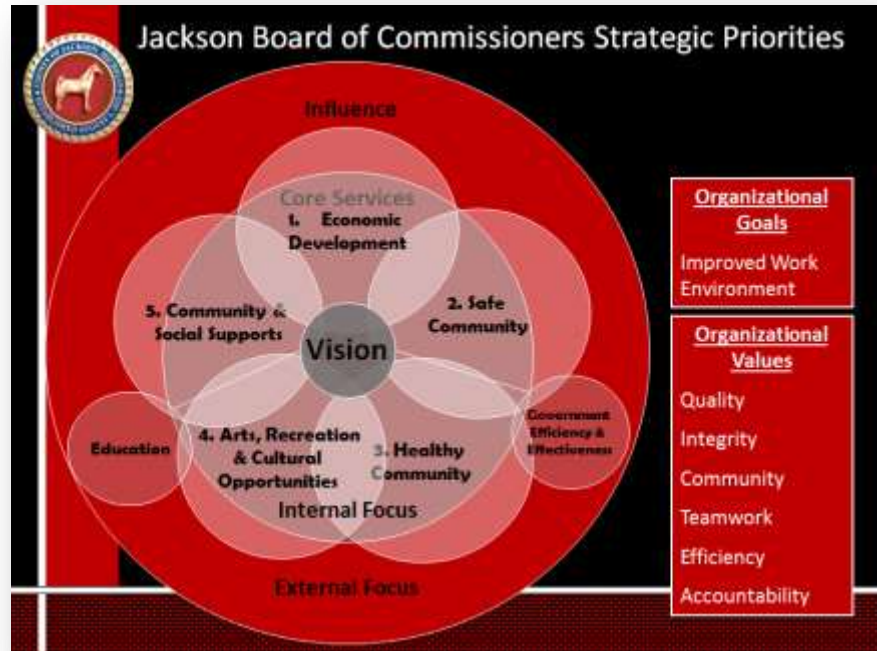 Jackson Board of Commissioners Strategic Priorities
Influence
Core Services
1. Economic
Development
2. Safe
Community
3. Healthy
Community
4. Arts, Recreation
& Cultural
Opportunities
5. Community &
Social Supports
Vision
Education
Government
Efficiency &
Effectiveness
Internal Focus
External Focus
Organizational
Goals
Improved Work
Environment
Organizational
Values
Quality
Integrity
Community
Teamwork
Efficiency
Accountability